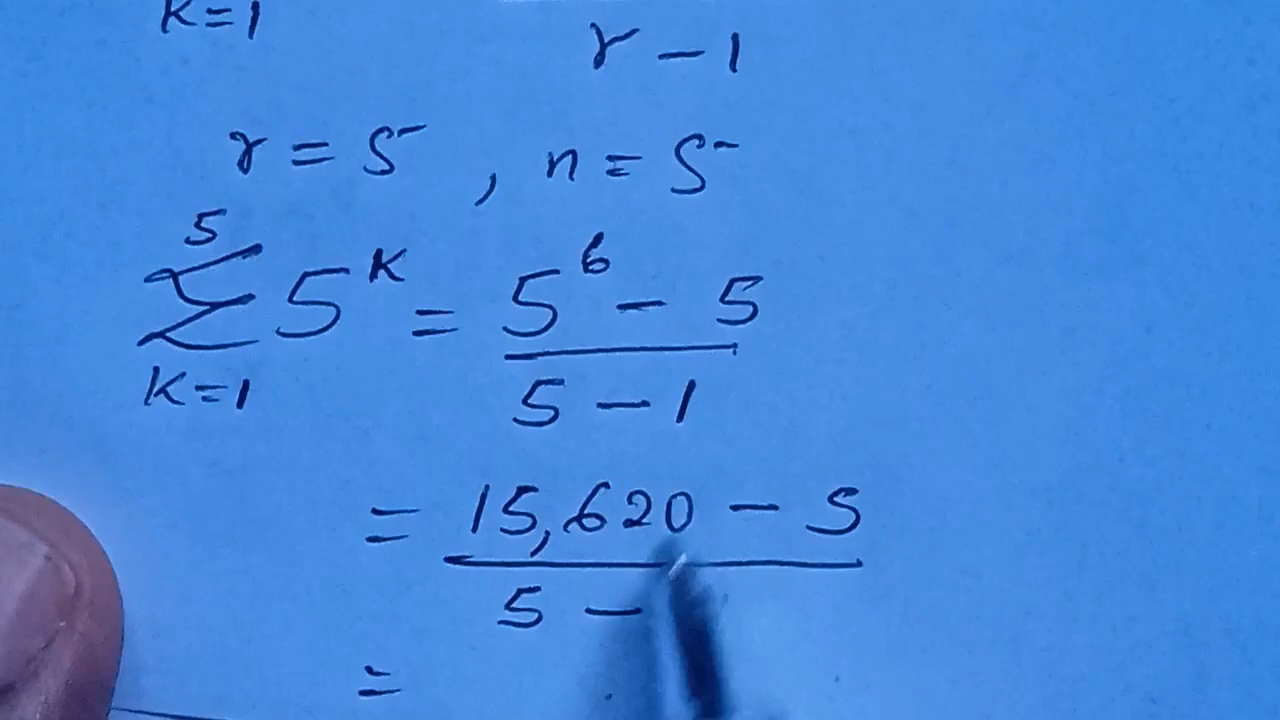 K=1
r - 1
r = 5 , n = 5
5
∑ 5^K = 5^6 - 5
K=1 5 - 1
= 15,620 - 5
5 -
=